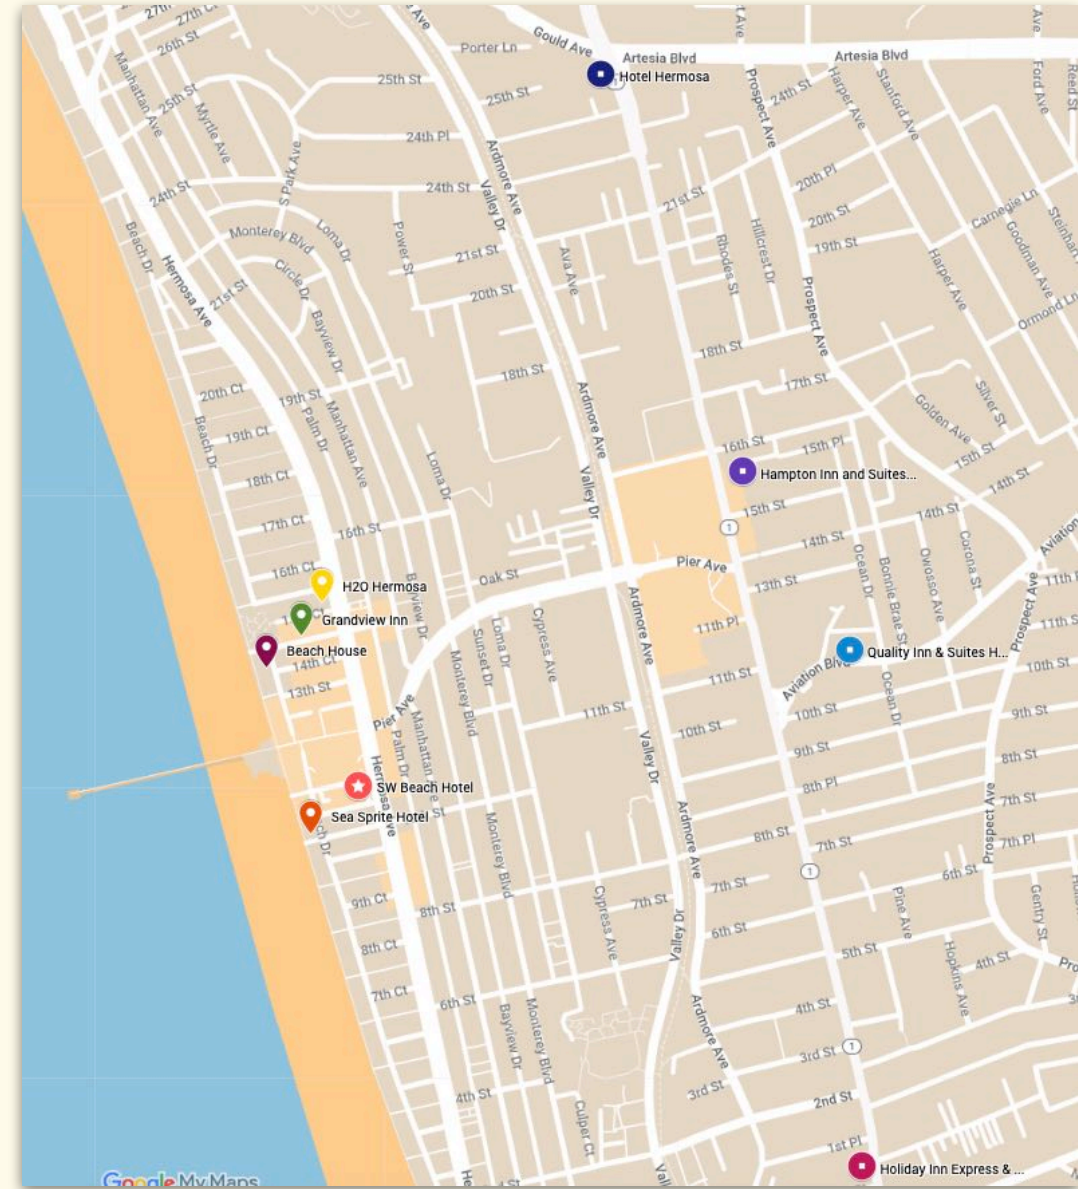 27th
27th Ct
26th St
Manhattan Ave
25th St
Myrtle Ave
S Park Ave
24th St
Porter Ln
Gould Ave
Artesia Blvd
Artesia Blvd
Hotel Hermosa
25th St
25th St
24th Pl
24th St
Ardmore Ave
Valley Dr
Prospect Ave
24th St
Harper Ave
Stanford Ave
Ford Ave
Reed St
20th Pl
20th St
19th St
21st St
Carnegie Ln
Goodman Ave
Harper Ave
Ormond Ln
Beach Dr
Hermosa Ave
21st St
Monterey Blvd
Loma Dr
Circle Dr
Bayview Dr
Power St
21st St
20th St
Ava Ave
Rhodes St
Hillcrest Dr
Prospect Ave
18th St
18th St
17th St
20th Ct
19th St
19th Ct
Beach Dr
Palm Dr
Manhattan Ave
18th Ct
17th Ct
16th St
16th Ct
Loma Dr
Ardmore Ave
Valley Dr
16th St
15th Pl
Golden Ave
Silver St
15th St
14th St
Hampton Inn and Suites...
15th St
1
14th St
14th St
13th St
Ocean Dr
Bonnie Brae St
Owosso Ave
Corona St
Aviation
Prospect Ave
H2O Hermosa
Grandview Inn
Beach House
14th Ct
13th St
Oak St
Pier Ave
Pier Ave
Bayview Dr
Sunset Dr
Loma Dr
Cypress Ave
Monterey Blvd
11th Pl
11th St
11th St
Ardmore Ave
Quality Inn & Suites H...
Aviation Blvd
Ocean Dr
10th St
10th St
10th St
9th St
9th St
8th St
8th Pl
7th St
7th Pl
Pier Ave
Palm Dr
Manhattan Ave
Hermosa Ave
SW Beach Hotel
Sea Sprite Hotel
Valley Dr
Ardmore Ave
Monterey Blvd
8th St
7th St
Prospect Ave
1
6th St
9th Ct
8th St
8th Ct
7th Ct
6th St
7th St
7th St
6th St
Cypress Ave
Valley Dr
Pine Ave
5th St
Hopkins Ave
4th St
Gentry St
Bayview Dr
Monterey Blvd
Ardmore Ave
4th St
4th St
3rd St
1
3rd St
2nd St
Culper Ct
1st Pl
Holiday Inn Express & ...
Google My Maps